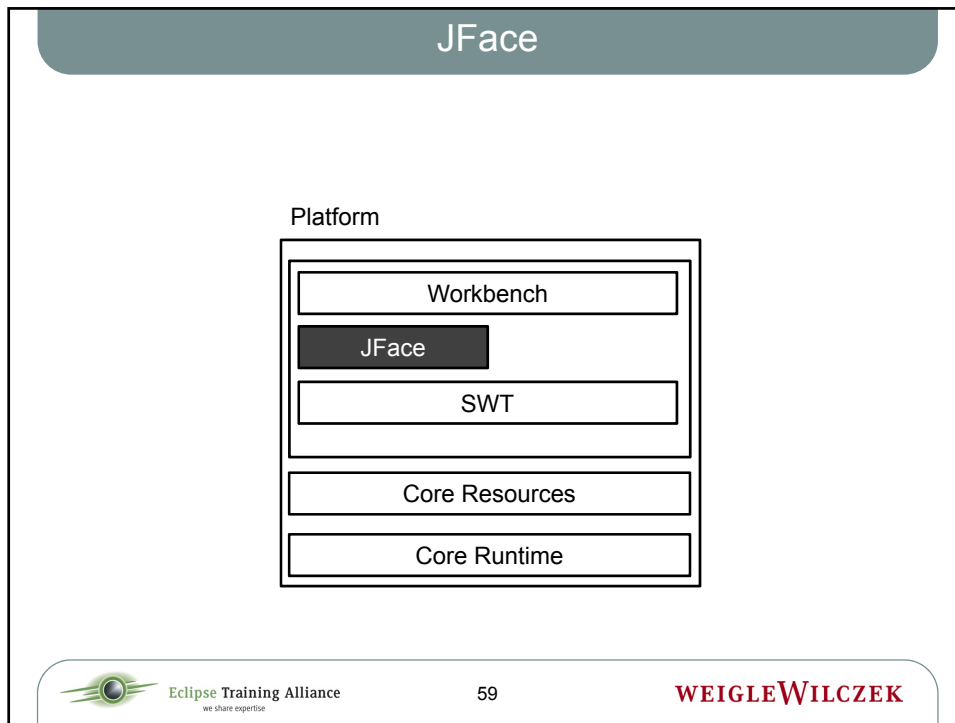 JFace
Platform
Workbench
JFace
SWT
Core Resources
Core Runtime
Eclipse Training Alliance
we share expertise
59
WEIGLEWILCZEK